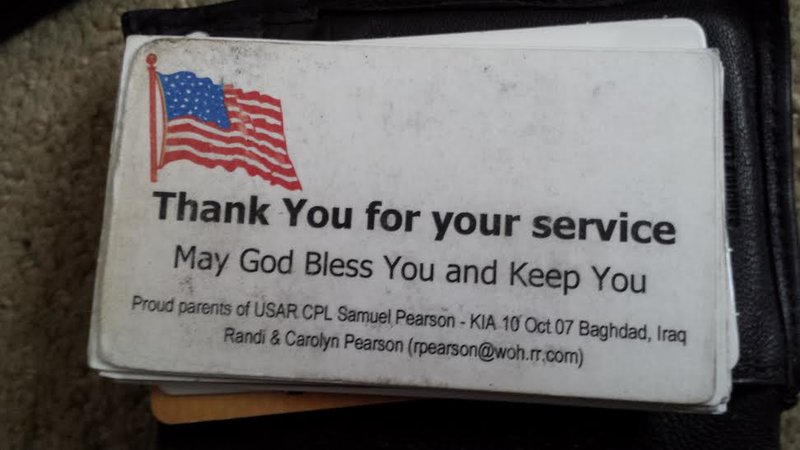 Thank You for your service
May God Bless You and Keep You
Proud parents of USAR CPL Samuel Pearson - KIA 10 Oct 07 Baghdad, Iraq
Randi & Carolyn Pearson (rpearson@woh.rr.com)